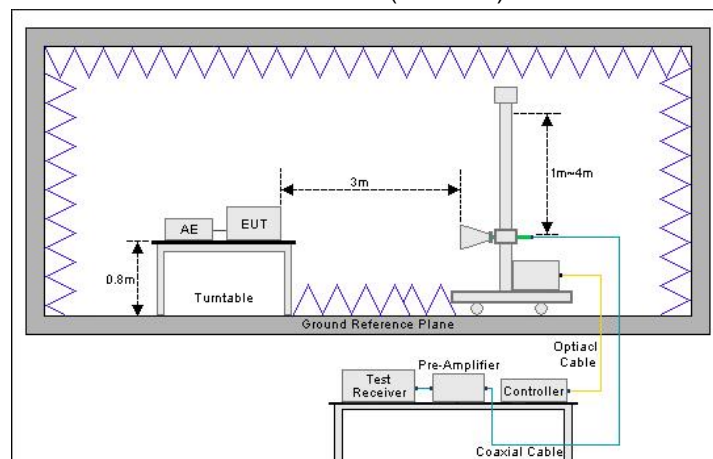 3m
1m~4m
AE
EUT
0.8m
Turntable
Ground Reference Plane
Optiacl
Cable
Pre-Amplifier
Test
Receiver
Controller
Coaxial Cable